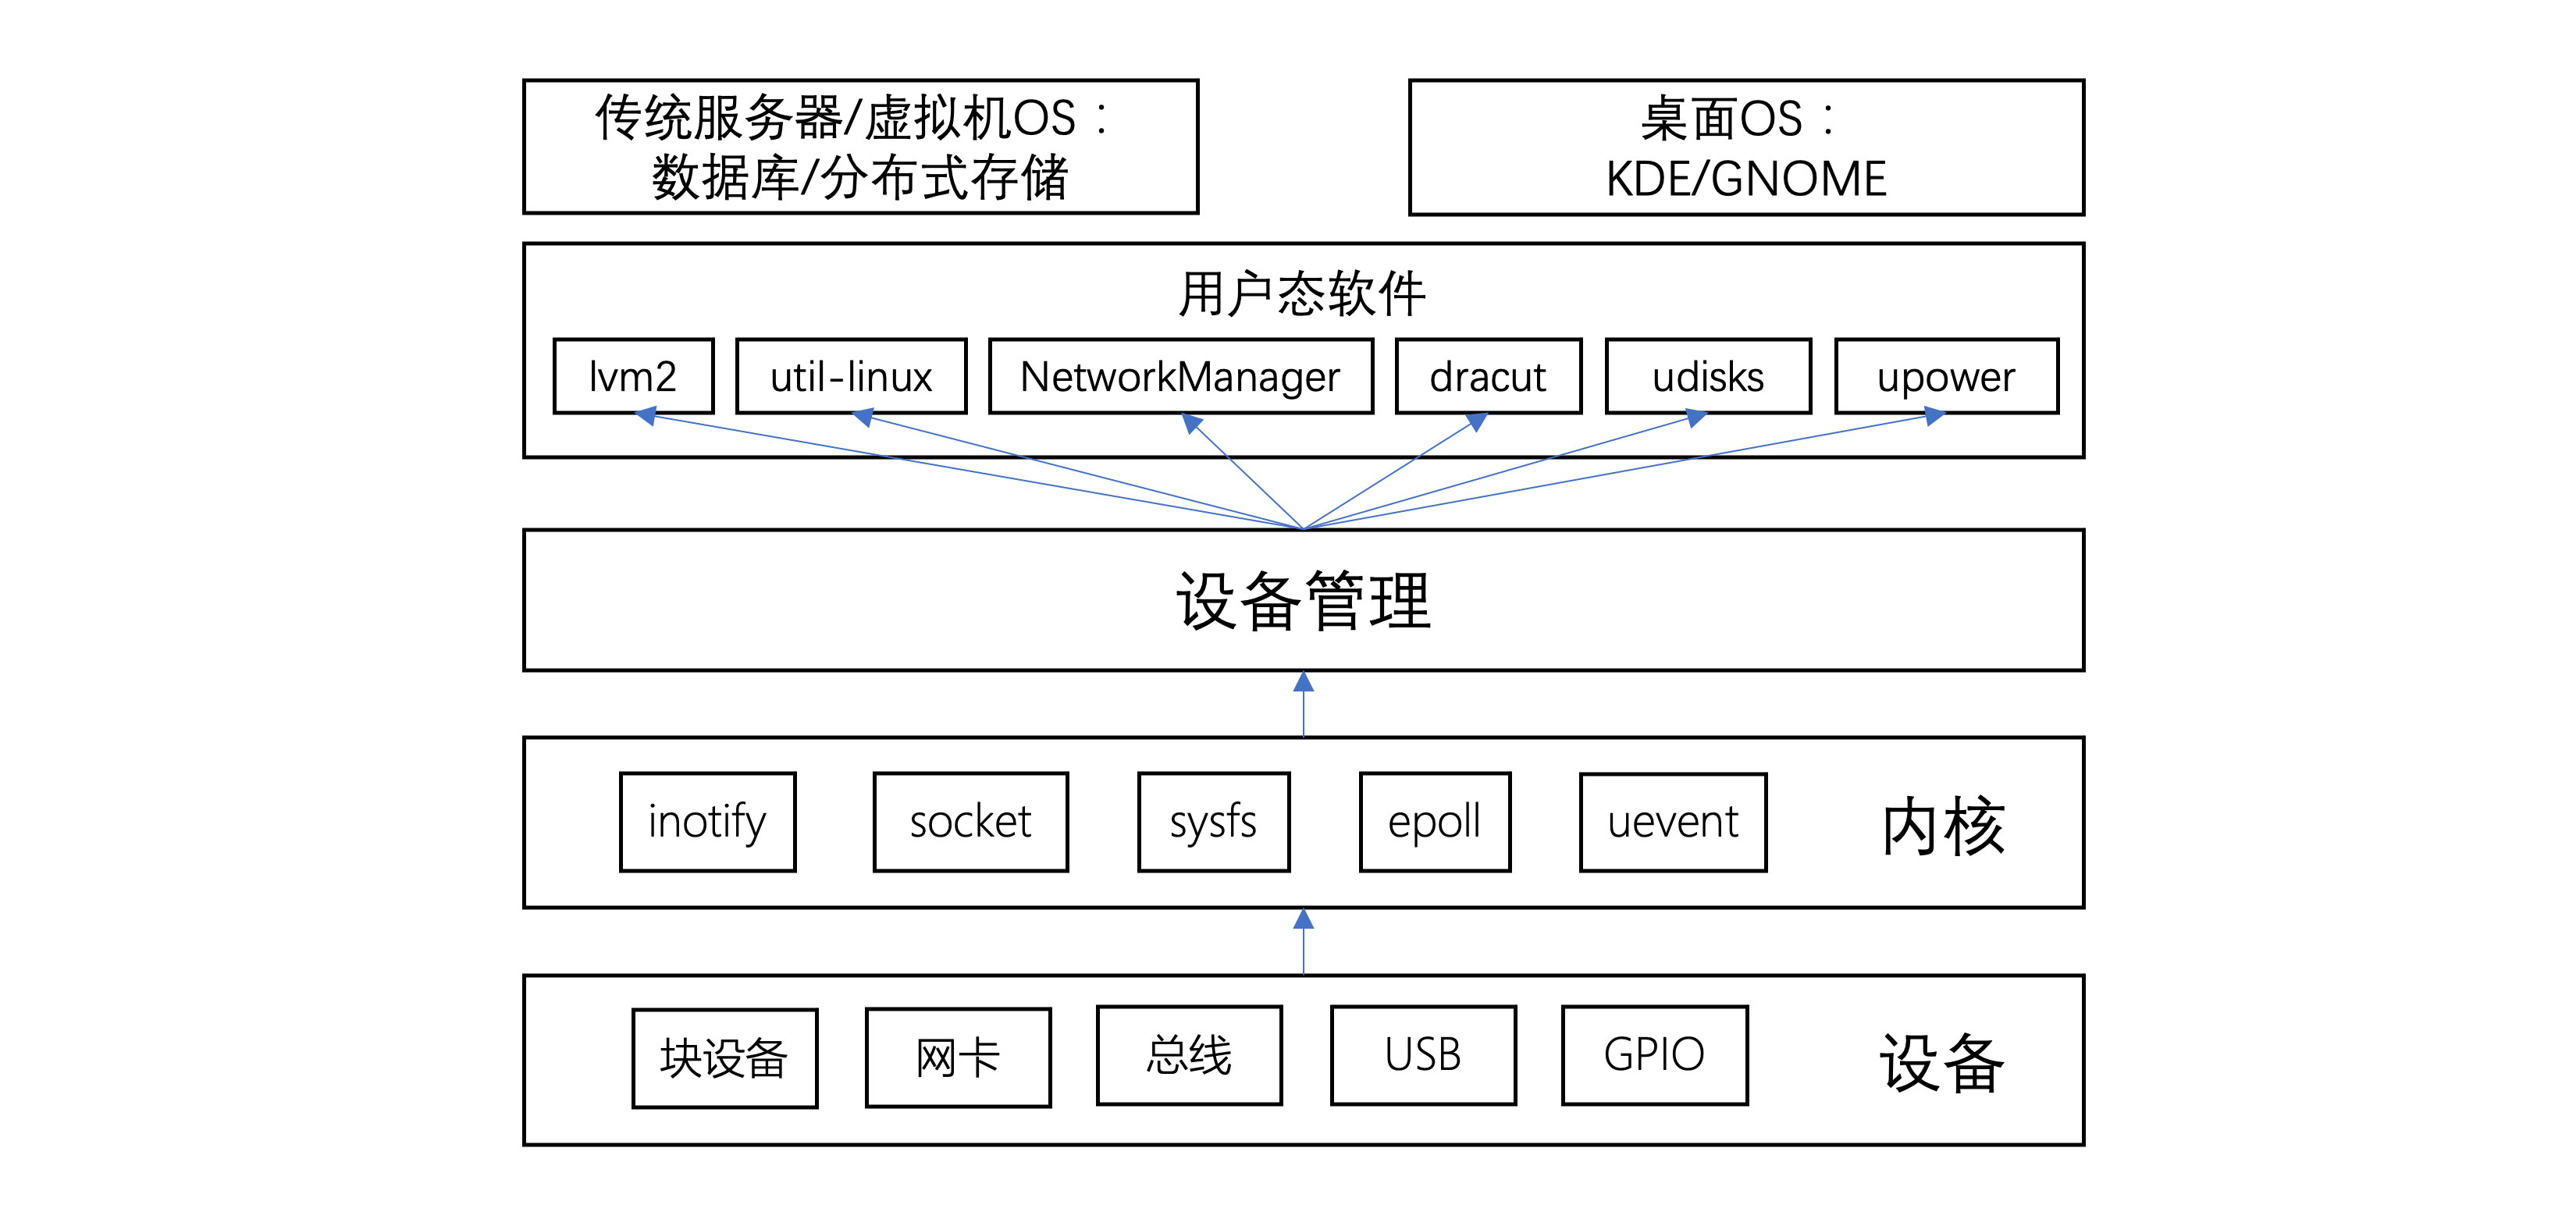 传统服务器/虚拟机OS：
数据库/分布式存储
桌面OS：
KDE/GNOME
用户态软件
lvm2
util-linux
NetworkManager
dracut
udisks
upower
设备管理
inotify
socket
sysfs
epoll
uevent
内核
块设备
网卡
总线
USB
GPIO
设备